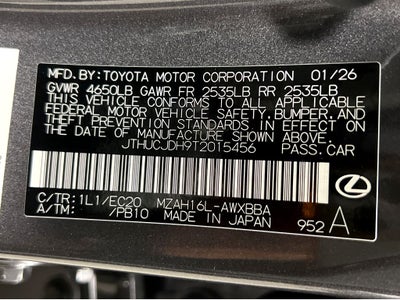 MFD.BY:TOYOTA MOTOR CORPORATION 01/26
GVWR 4650LB GAWR FR 2535LB RR 2535LB
THIS VEHICLE CONFORMS TO ALL APPLICABLE
FEDERAL MOTOR VEHICLE SAFETY,BUMPER,AND
THEFT PREVENTION STANDARDS IN EFFECT ON
THE DATE OF MANUFACTURE SHOWN ABOVE.
JTHUCJDH9T2015456 PASS.CAR
C/TR:1L1/EC20 MZAH16L-AWXBBA
A/TM: /PB10 MADE IN JAPAN 952 A
LEXUS